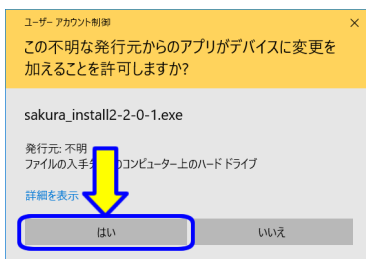 ユーザー アカウント制御
この不明な発行元からのアプリがデバイスに変更を
加えることを許可しますか?
sakura_install2-2-0-1.exe
発行元: 不明
ファイルの入手 のコンピューター上のハード ドライブ
詳細を表示
はい
いいえ